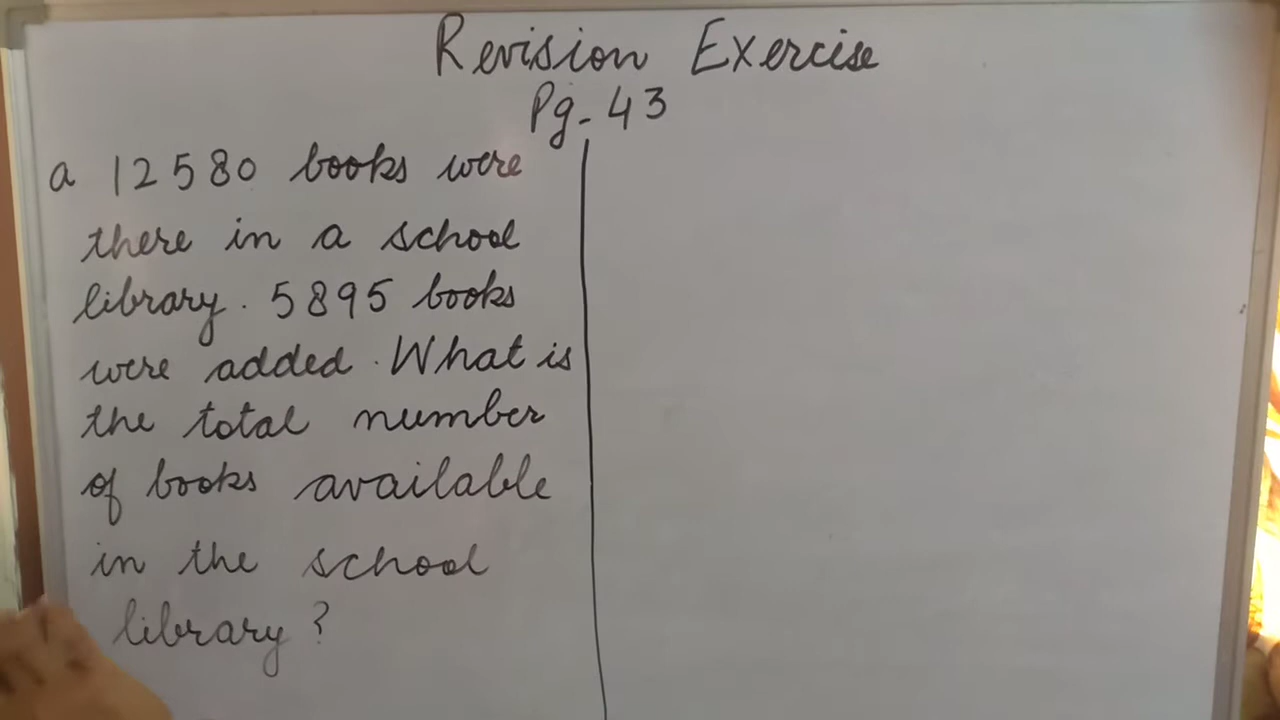 Revision Exercise
Pg-43
a 12580 books were
there in a school
library. 5895 books
were added. What is
the total number
of books available
in the school
library?